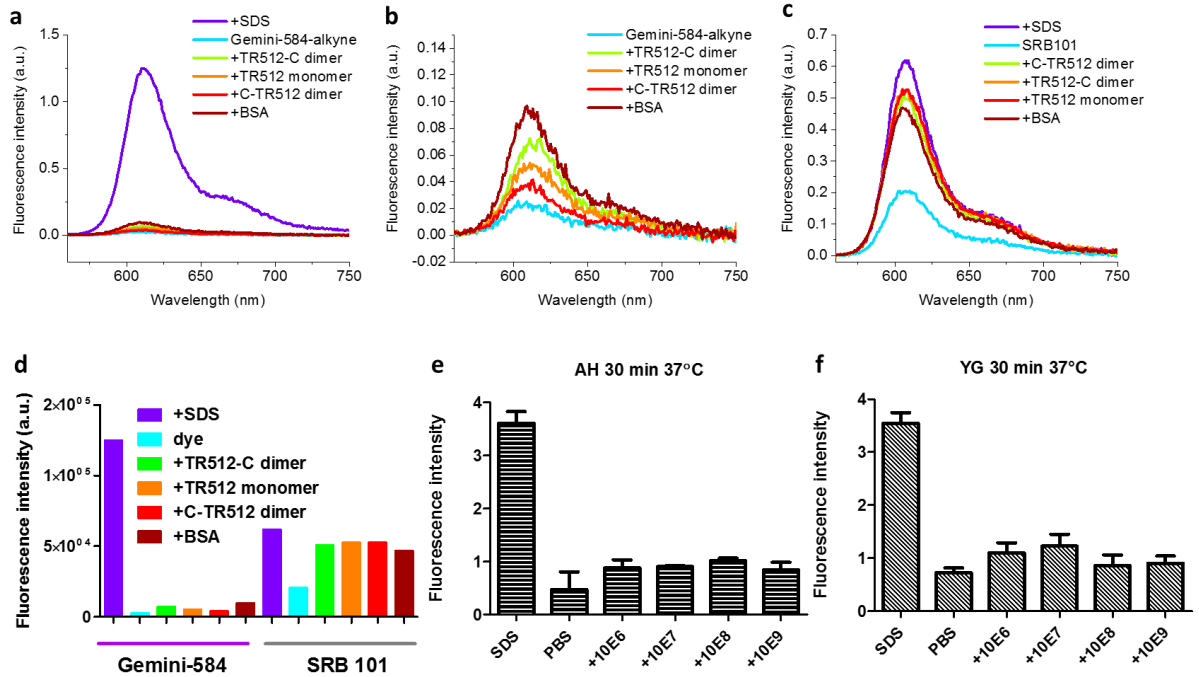 a
+SDS
Gemini-584-alkyne
+TR512-C dimer
+TR512 monomer
+C-TR512 dimer
+BSA
1.5
1.0
0.5
0.0
Fluorescence intensity (a.u.)
600
650
700
750
Wavelength (nm)
b
Gemini-584-alkyne
+TR512-C dimer
+TR512 monomer
+C-TR512 dimer
+BSA
0.14
0.12
0.10
0.08
0.06
0.04
0.02
0.00
-0.02
Fluorescence intensity (a.u.)
600
650
700
750
Wavelength (nm)
c
+SDS
SRB101
+C-TR512 dimer
+TR512-C dimer
+TR512 monomer
+BSA
0.7
0.6
0.5
0.4
0.3
0.2
0.1
0.0
Fluorescence intensity (a.u.)
600
650
700
750
Wavelength (nm)
d
+SDS
dye
+TR512-C dimer
+TR512 monomer
+C-TR512 dimer
+BSA
2×10⁰⁵
1×10⁰⁵
5×10⁰⁴
0
Fluorescence intensity (a.u.)
Gemini-584
SRB 101
e
AH 30 min 37°C
Fluorescence intensity
4
3
2
1
0
SDS
PBS
+10E6
+10E7
+10E8
+10E9
f
YG 30 min 37°C
Fluorescence intensity
4
3
2
1
0
SDS
PBS
+10E6
+10E7
+10E8
+10E9